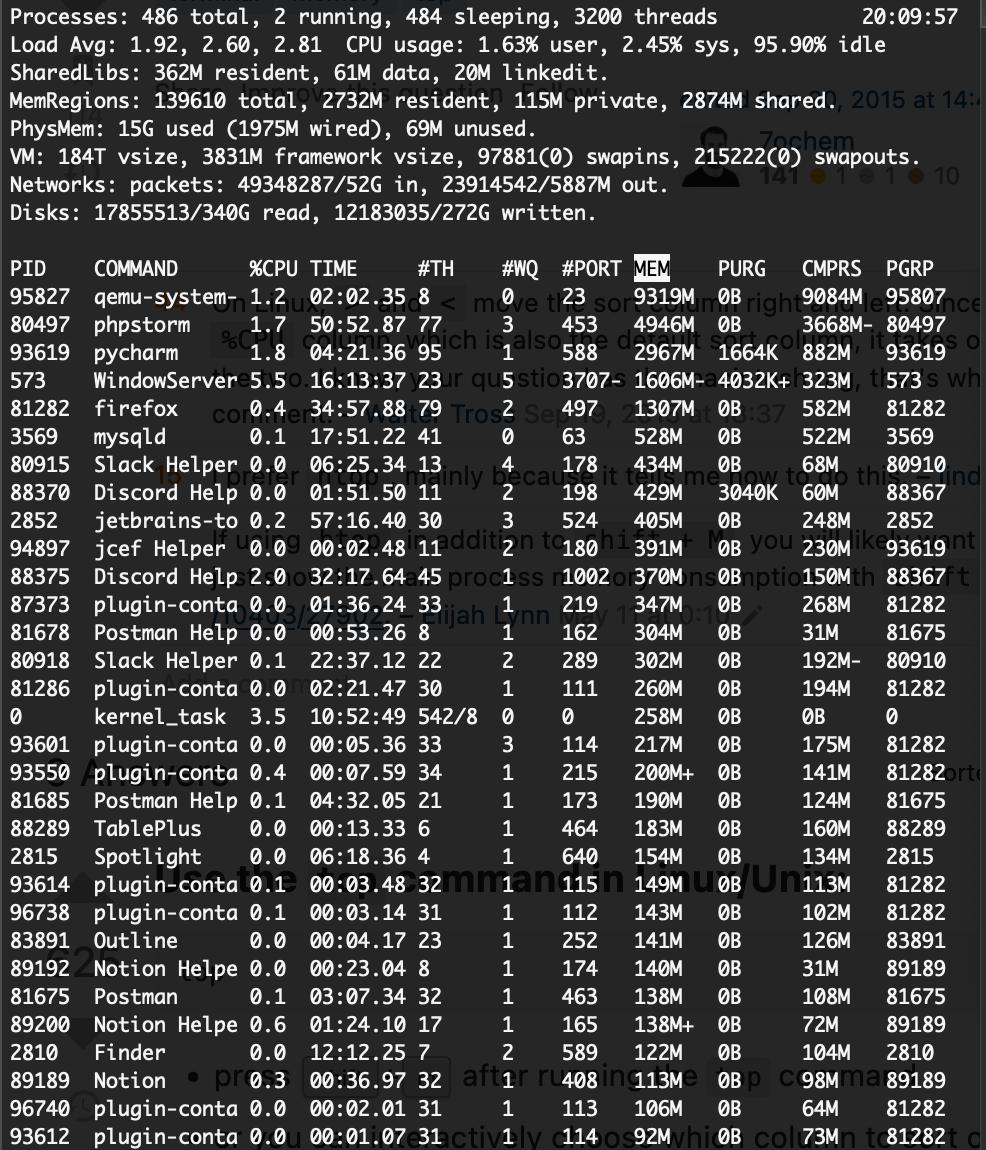 Processes: 486 total, 2 running, 484 sleeping, 3200 threads 20:09:57
Load Avg: 1.92, 2.60, 2.81 CPU usage: 1.63% user, 2.45% sys, 95.90% idle
SharedLibs: 362M resident, 61M data, 20M linkedit.
MemRegions: 139610 total, 2732M resident, 115M private, 2874M shared.
PhysMem: 15G used (1975M wired), 69M unused.
VM: 184T vsize, 3831M framework vsize, 97881(0) swapins, 215222(0) swapouts.
Networks: packets: 49348287/52G in, 23914542/5887M out.
Disks: 17855513/340G read, 12183035/272G written.
PID COMMAND %CPU TIME #TH #WQ #PORT MEM PURG CMPRS PGRP
95827 qemu-system- 1.2 02:02.35 8 0 23 9319M 0B 9084M 95807
80497 phpstorm 1.7 50:52.87 77 3 453 4946M 0B 3668M- 80497
93619 pycharm 1.8 04:21.36 95 1 588 2967M 1664K 882M 93619
573 WindowServer 5.5 16:13:37 23 5 3707- 1606M- 4032K+ 323M 573
81282 firefox 0.4 34:57.88 79 2 497 1307M 0B 582M 81282
3569 mysqld 0.1 17:51.22 41 0 63 528M 0B 522M 3569
80915 Slack Helper 0.0 06:25.34 13 4 178 434M 0B 68M 80910
88370 Discord Help 0.0 01:51.50 11 2 198 429M 3040K 60M 88367
2852 jetbrains-to 0.2 57:16.40 30 3 524 405M 0B 248M 2852
94897 jcef Helper 0.0 00:02.48 11 2 180 391M 0B 230M 93619
88375 Discord Help 0.0 32:17.64 45 1 1002 370M 0B 150M 88367
87373 plugin-conta 0.0 01:36.24 33 1 219 347M 0B 268M 81282
81678 Postman Help 0.0 00:53.26 8 1 162 304M 0B 31M 81675
80918 Slack Helper 0.1 22:37.12 22 2 289 302M 0B 192M- 80910
81286 plugin-conta 0.0 02:21.47 30 1 111 260M 0B 194M 81282
0 kernel_task 3.5 10:52:49 542/8 0 0 258M 0B 0B 0
93601 plugin-conta 0.0 00:05.36 33 3 114 217M 0B 175M 81282
93550 plugin-conta 0.4 00:07.59 34 1 215 200M+ 0B 141M 81282
81685 Postman Help 0.1 04:32.05 21 1 173 190M 0B 124M 81675
88289 TablePlus 0.0 00:13.33 6 1 464 183M 0B 160M 88289
2815 Spotlight 0.0 06:18.36 4 1 640 154M 0B 134M 2815
93614 plugin-conta 0.1 00:03.48 32 1 115 149M 0B 113M 81282
96738 plugin-conta 0.1 00:03.14 31 1 112 143M 0B 102M 81282
83891 Outline 0.0 00:04.17 23 1 252 141M 0B 126M 83891
89192 Notion Helpe 0.0 00:23.04 8 1 174 140M 0B 31M 89189
81675 Postman 0.1 03:07.34 32 1 463 138M 0B 108M 81675
89200 Notion Helpe 0.6 01:24.10 17 1 165 138M+ 0B 72M 89189
2810 Finder 0.0 12:12.25 7 2 589 122M 0B 104M 2810
89189 Notion 0.3 00:36.97 32 1 408 113M 0B 98M 89189
96740 plugin-conta 0.0 00:02.01 31 1 113 106M 0B 64M 81282
93612 plugin-conta 0.0 00:01.07 31 1 114 92M 0B 73M 81282